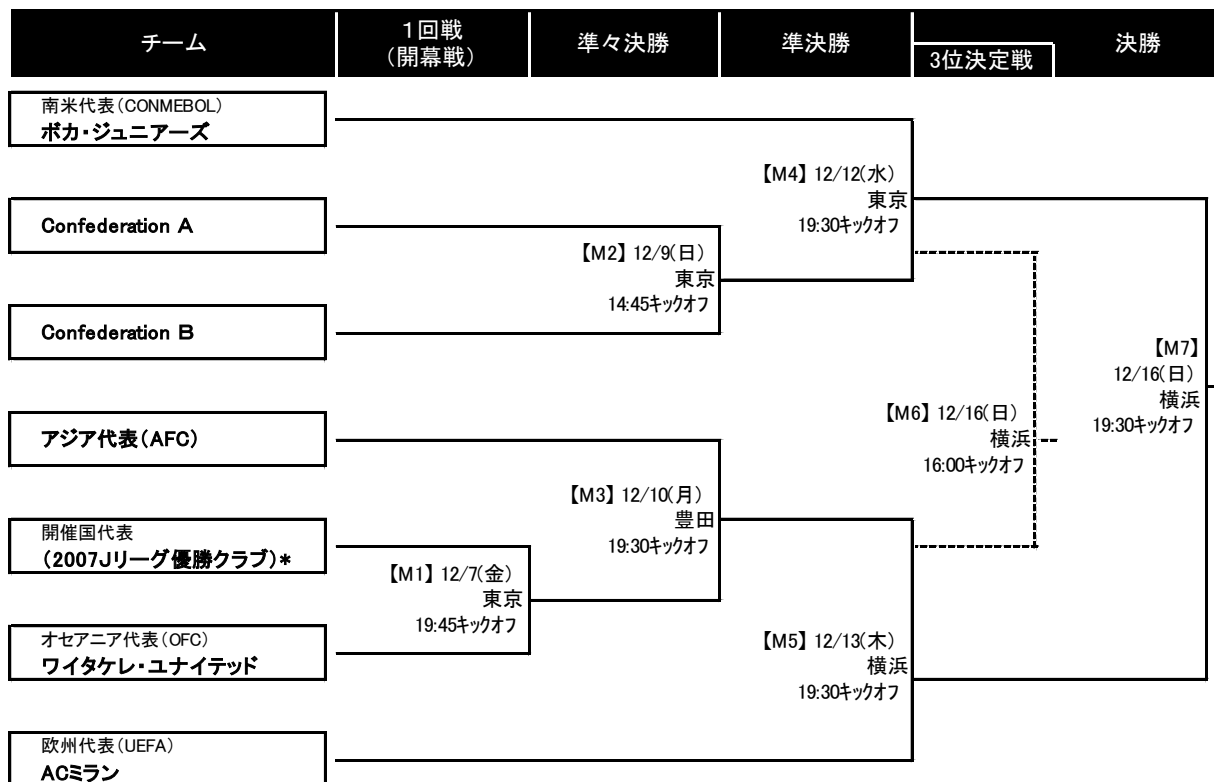 チーム
1回戦
(開幕戦)
準々決勝
準決勝
3位決定戦
決勝
南米代表(CONMEBOL)
ボカ・ジュニアーズ
【M4】 12/12(水)
東京
19:30キックオフ
Confederation A
【M2】 12/9(日)
東京
14:45キックオフ
Confederation B
【M7】
12/16(日)
横浜
19:30キックオフ
アジア代表(AFC)
【M6】 12/16(日)
横浜
16:00キックオフ
【M3】 12/10(月)
豊田
19:30キックオフ
開催国代表
(2007Jリーグ優勝クラブ)*
【M1】 12/7(金)
東京
19:45キックオフ
オセアニア代表(OFC)
ワイタケレ・ユナイテッド
【M5】 12/13(木)
横浜
19:30キックオフ
欧州代表(UEFA)
ACミラン